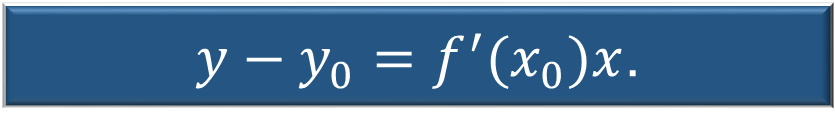 y − y₀ = f′(x₀)x.